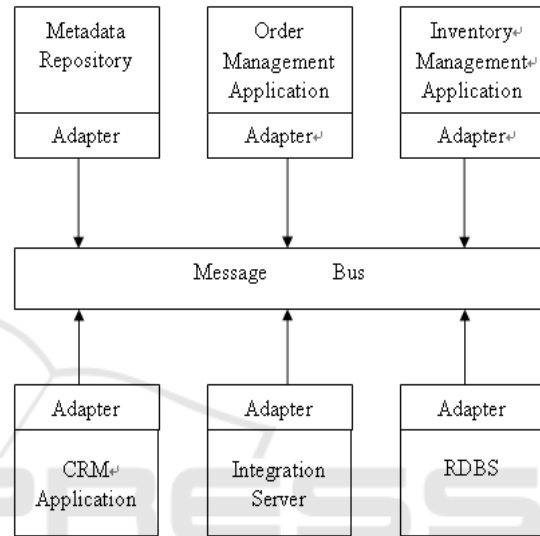 Metadata
Repository
Adapter
Order
Management
Application
Adapter↵
Inventory↵
Management↵
Application
Adapter↵
Message Bus
Adapter
CRM↵
Application
Adapter
Integration
Server
Adapter
RDBS
PRESS